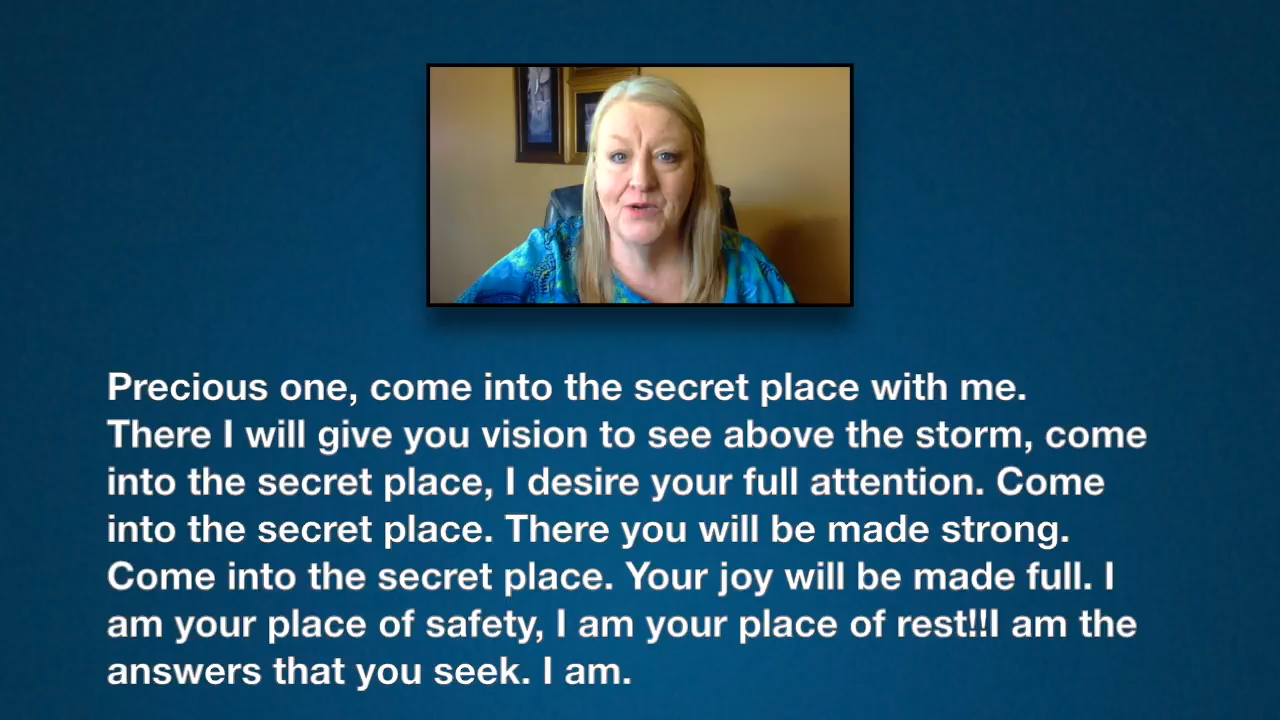 Precious one, come into the secret place with me.
There I will give you vision to see above the storm, come
into the secret place, I desire your full attention. Come
into the secret place. There you will be made strong.
Come into the secret place. Your joy will be made full. I
am your place of safety, I am your place of rest!!I am the
answers that you seek. I am.